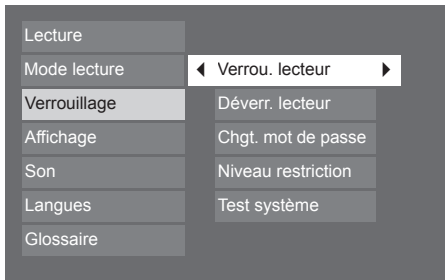 Lecture
Mode lecture
Verrouillage
Affichage
Son
Langues
Glossaire
Verrou. lecteur
Déverr. lecteur
Chgt. mot de passe
Niveau restriction
Test système